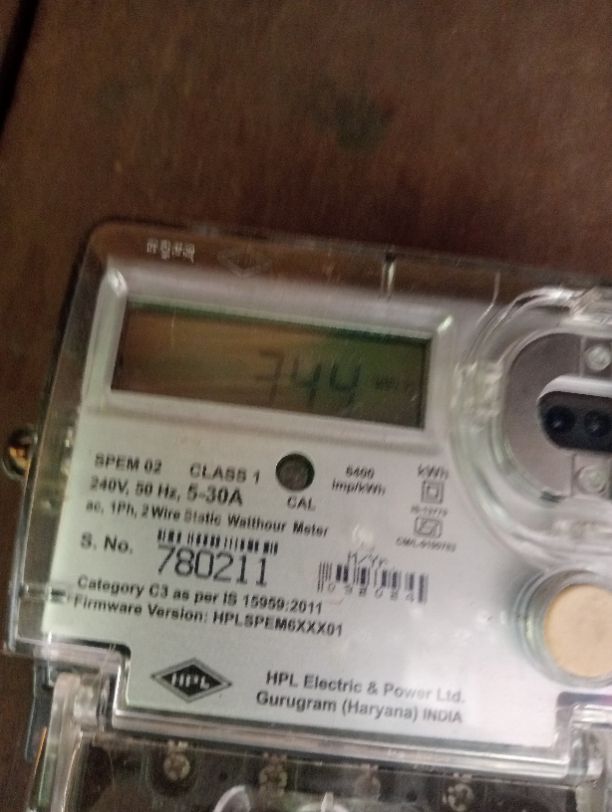 744
SPEM 02 CLASS 1
240V, 50 Hz, 5-30A
CAL
6400
imp/kWh
kWh
ac, 1Ph, 2 Wire Static Watthour Meter
S. No. 780211
M/Yr.
Category C3 as per IS 15959:2011
Firmware Version: HPLSPEM6XXX01
HPL
HPL Electric & Power Ltd.
Gurugram (Haryana) INDIA